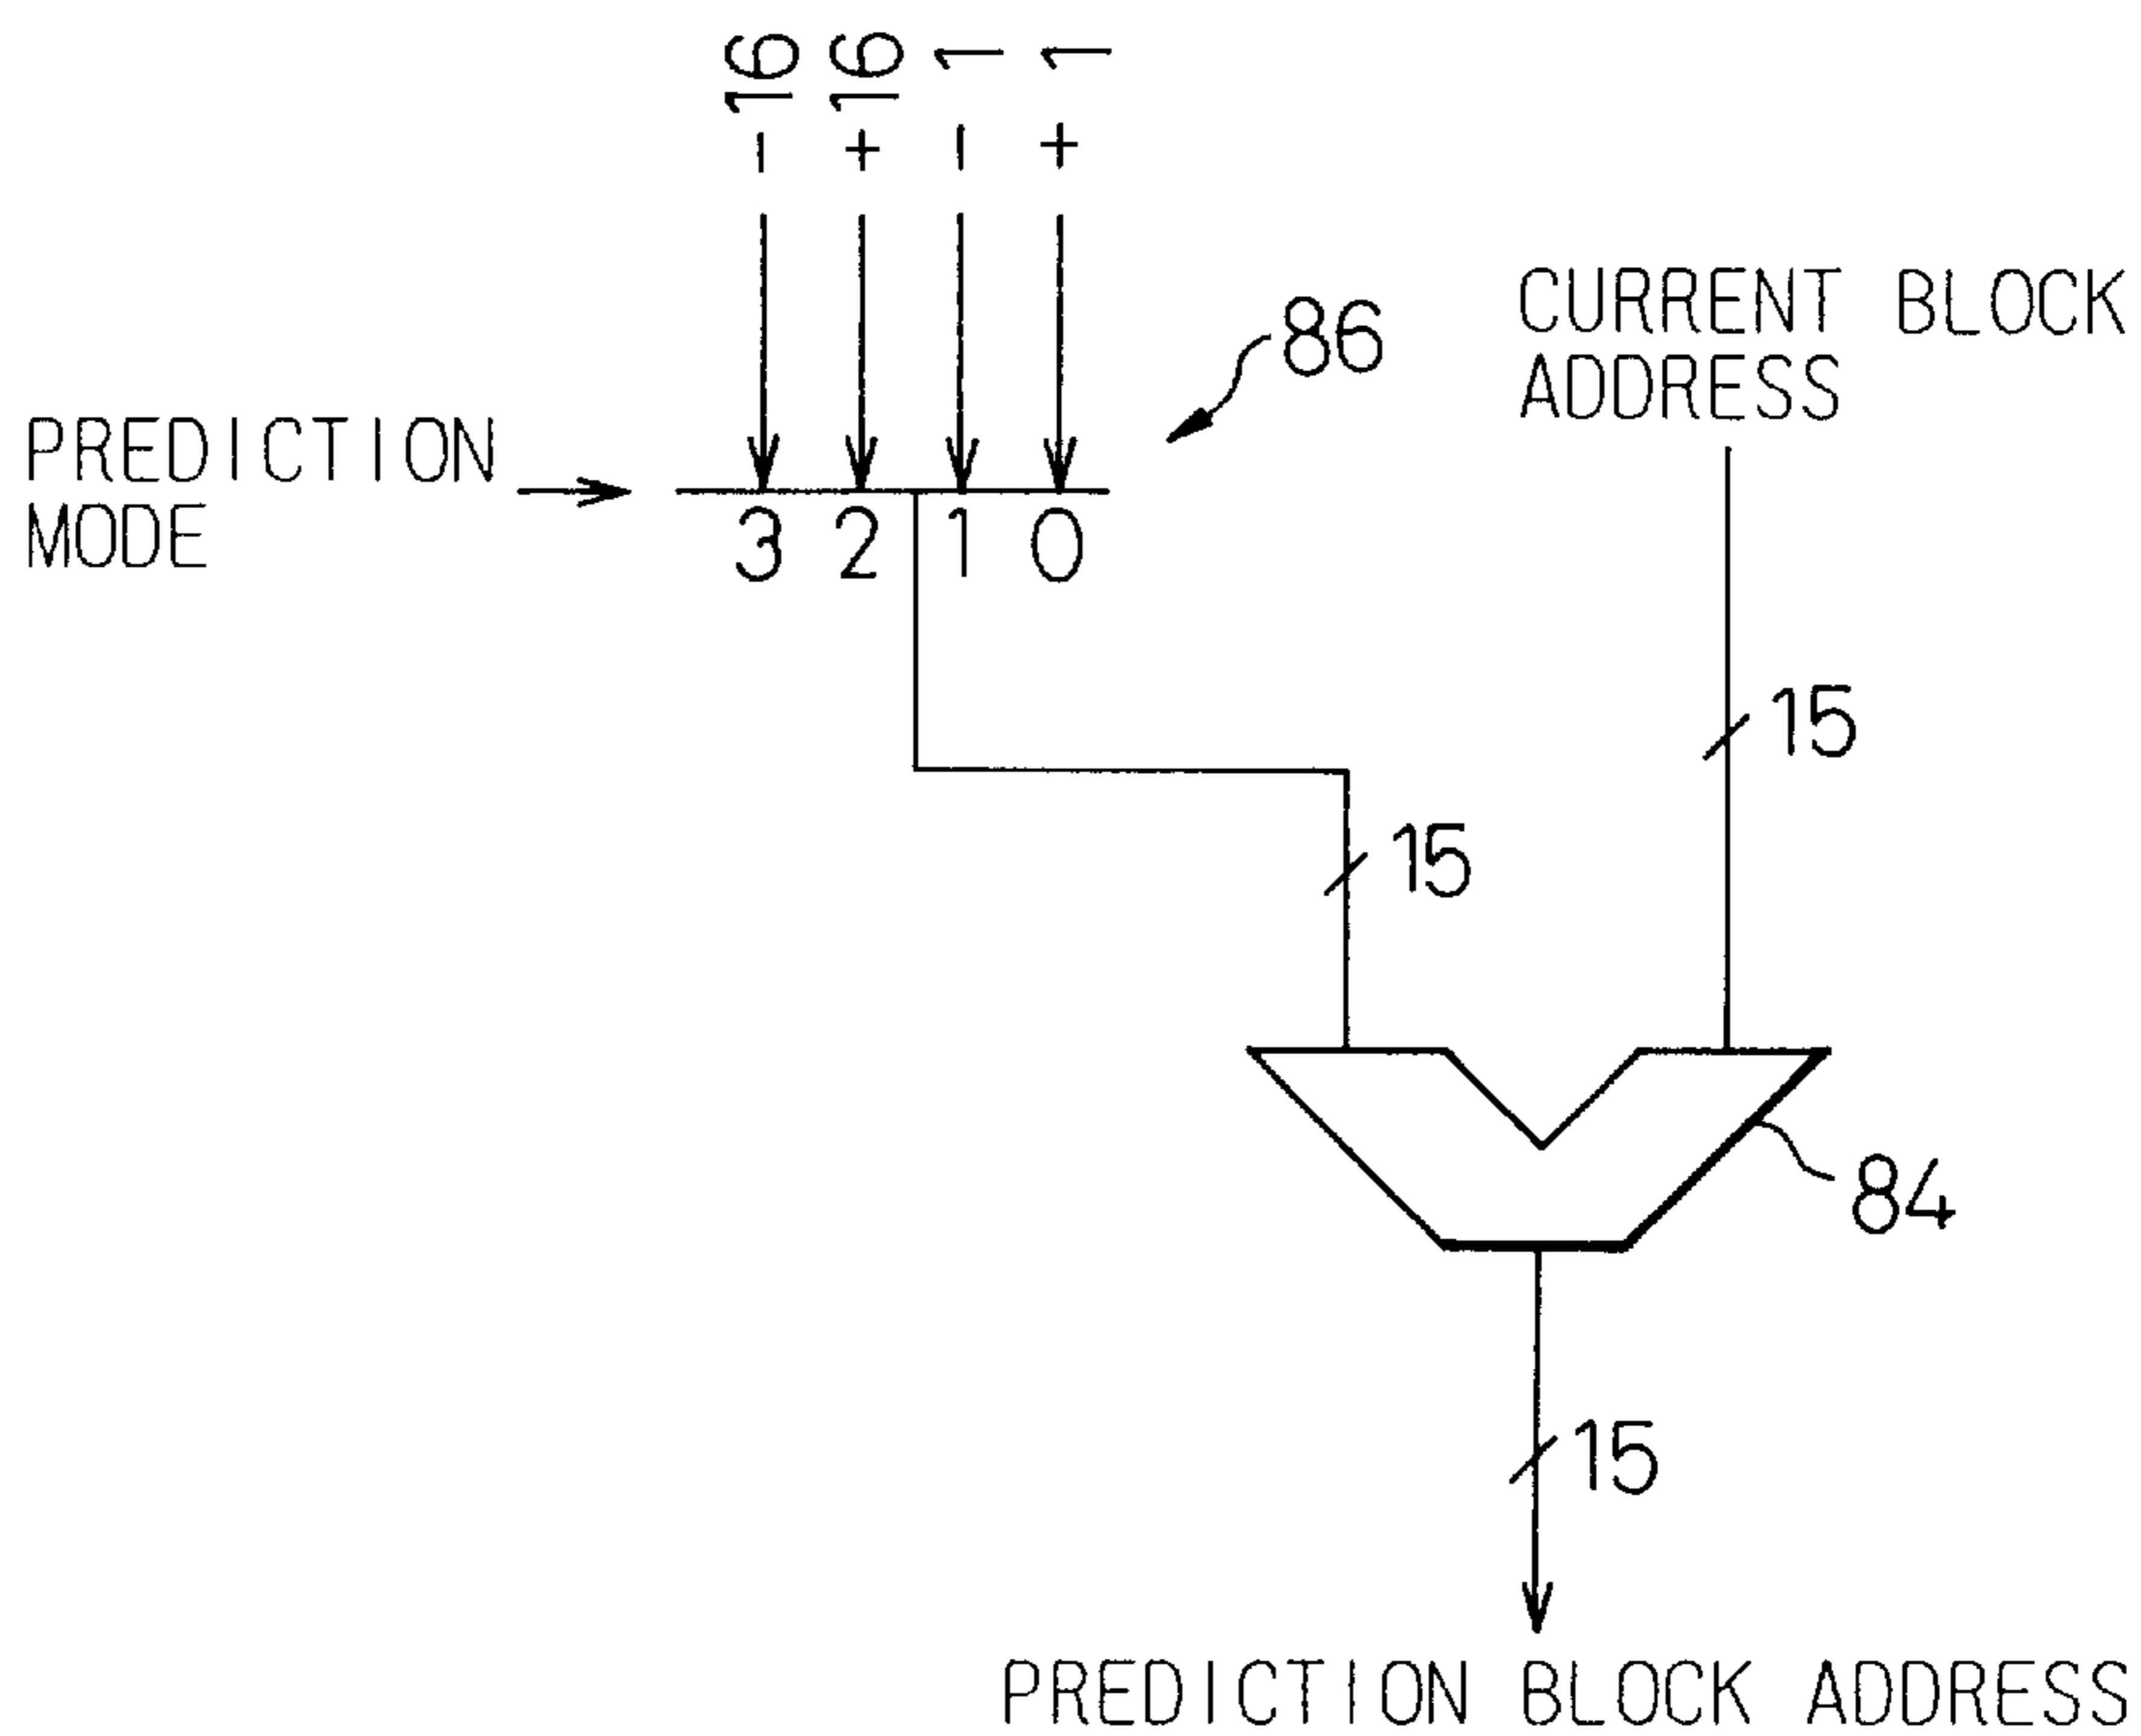 -16
+16
-1
+1
86
CURRENT BLOCK
ADDRESS
PREDICTION
MODE
3 2 1 0
15
15
84
15
PREDICTION BLOCK ADDRESS